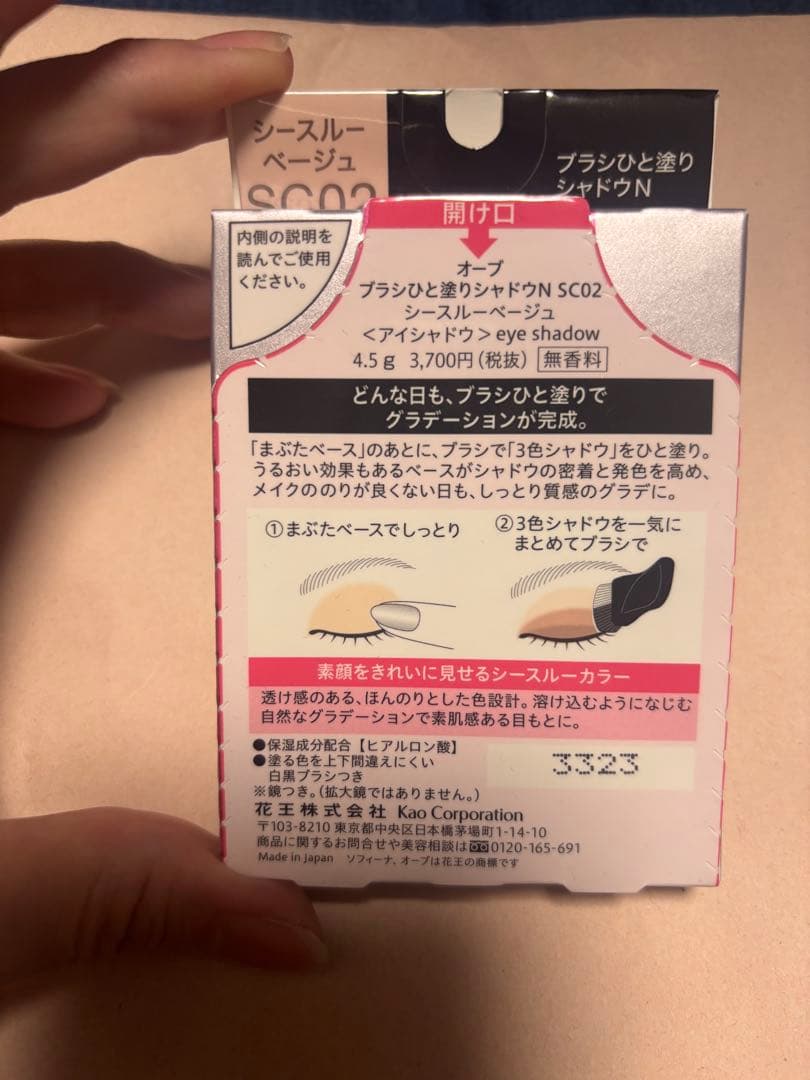 シースルー
ベージュ
SC02
ブラシひと塗り
シャドウN
開け口
内側の説明を
読んでご使用
ください。
オーブ
ブラシひと塗りシャドウN SC02
シースルーベージュ
＜アイシャドウ＞eye shadow
4.5g 3,700円(税抜) 無香料
どんな日も、ブラシひと塗りで
グラデーションが完成。
「まぶたベース」のあとに、ブラシで「3色シャドウ」をひと塗り。
うるおい効果もあるベースがシャドウの密着と発色を高め、
メイクののりが良くない日も、しっとり質感のグラデに。
①まぶたベースでしっとり
②3色シャドウを一気に
まとめてブラシで
素顔をきれいに見せるシースルーカラー
透け感のある、ほんのりとした色設計。溶け込むようになじむ
自然なグラデーションで素肌感ある目もとに。
●保湿成分配合【ヒアルロン酸】
●塗る色を上下間違えにくい
白黒ブラシつき
※鏡つき。(拡大鏡ではありません。)
3323
花王株式会社 Kao Corporation
〒103-8210 東京都中央区日本橋茅場町1-14-10
商品に関するお問合せや美容相談は0120-165-691
Made in Japan ソフィーナ、オーブは花王の商標です